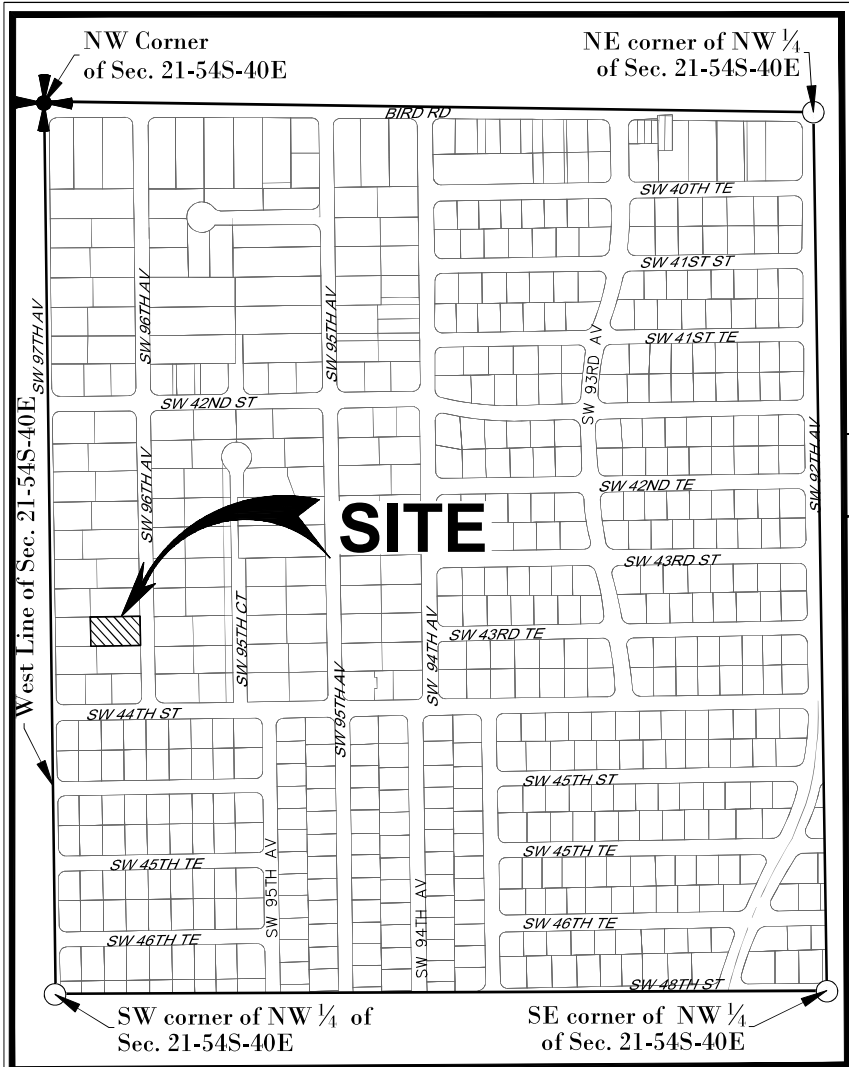 NW Corner
of Sec. 21-54S-40E
NE corner of NW ¼
of Sec. 21-54S-40E
BIRD RD
SW 40TH TE
SW 41ST ST
SW 41ST TE
SW 97TH AV
SW 96TH AV
SW 95TH AV
SW 93RD AV
SW 42ND ST
SW 92TH AV
West Line of Sec. 21-54S-40E
SW 96TH AV
SW 42ND TE
SITE
SW 43RD ST
SW 95TH CT
SW 94TH AV
SW 43RD TE
SW 95TH AV
SW 44TH ST
SW 45TH ST
SW 45TH TE
SW 95TH AV
SW 94TH AV
SW 45TH TE
SW 46TH TE
SW 46TH TE
SW 48TH ST
SW corner of NW ¼ of
Sec. 21-54S-40E
SE corner of NW ¼
of Sec. 21-54S-40E